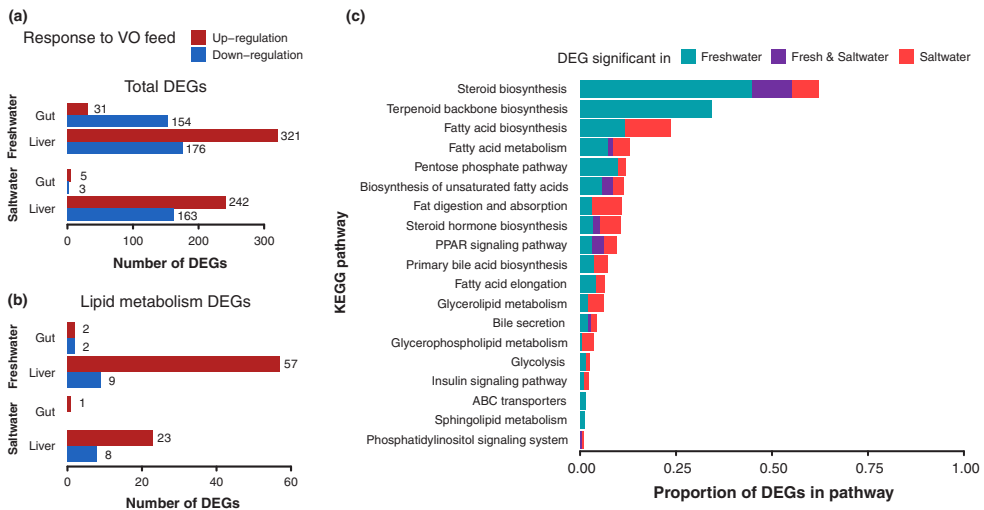 (a)
Response to VO feed
Up−regulation
Down−regulation
Total DEGs
Freshwater
Gut
31
154
Liver
321
176
Saltwater
Gut
5
3
Liver
242
163
0 100 200 300
Number of DEGs
(b)
Lipid metabolism DEGs
Freshwater
Gut
2
2
Liver
57
9
Saltwater
Gut
1
Liver
23
8
0 20 40 60
Number of DEGs
(c)
DEG significant in Freshwater Fresh & Saltwater Saltwater
KEGG pathway
Steroid biosynthesis
Terpenoid backbone biosynthesis
Fatty acid biosynthesis
Fatty acid metabolism
Pentose phosphate pathway
Biosynthesis of unsaturated fatty acids
Fat digestion and absorption
Steroid hormone biosynthesis
PPAR signaling pathway
Primary bile acid biosynthesis
Fatty acid elongation
Glycerolipid metabolism
Bile secretion
Glycerophospholipid metabolism
Glycolysis
Insulin signaling pathway
ABC transporters
Sphingolipid metabolism
Phosphatidylinositol signaling system
0.00 0.25 0.50 0.75 1.00
Proportion of DEGs in pathway